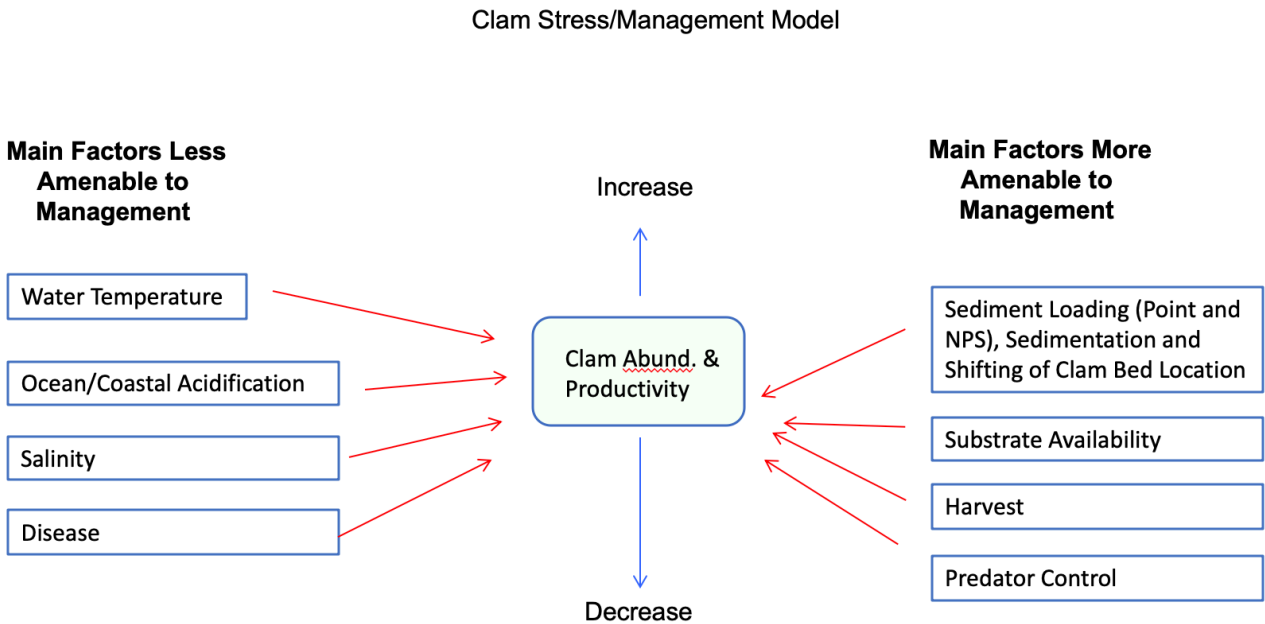 Clam Stress/Management Model
Main Factors Less
Amenable to
Management
Water Temperature
Ocean/Coastal Acidification
Salinity
Disease
Increase
Clam Abund. &
Productivity
Decrease
Main Factors More
Amenable to
Management
Sediment Loading (Point and
NPS), Sedimentation and
Shifting of Clam Bed Location
Substrate Availability
Harvest
Predator Control